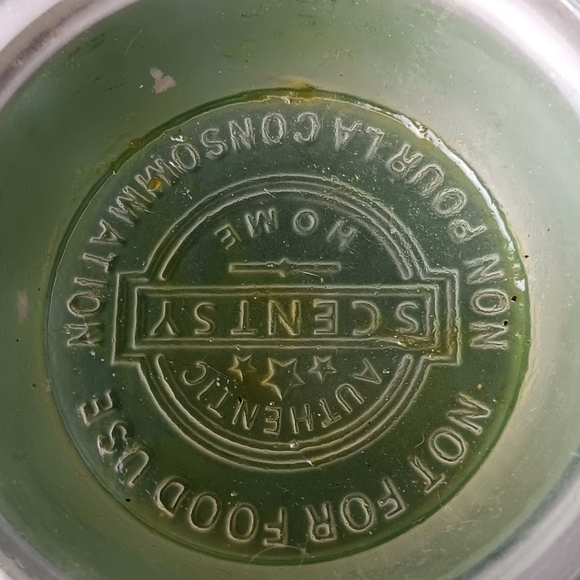 AUTHENTIC
SCENTSY
HOME
NOT FOR FOOD USE
NON POUR LA CONSOMMATION